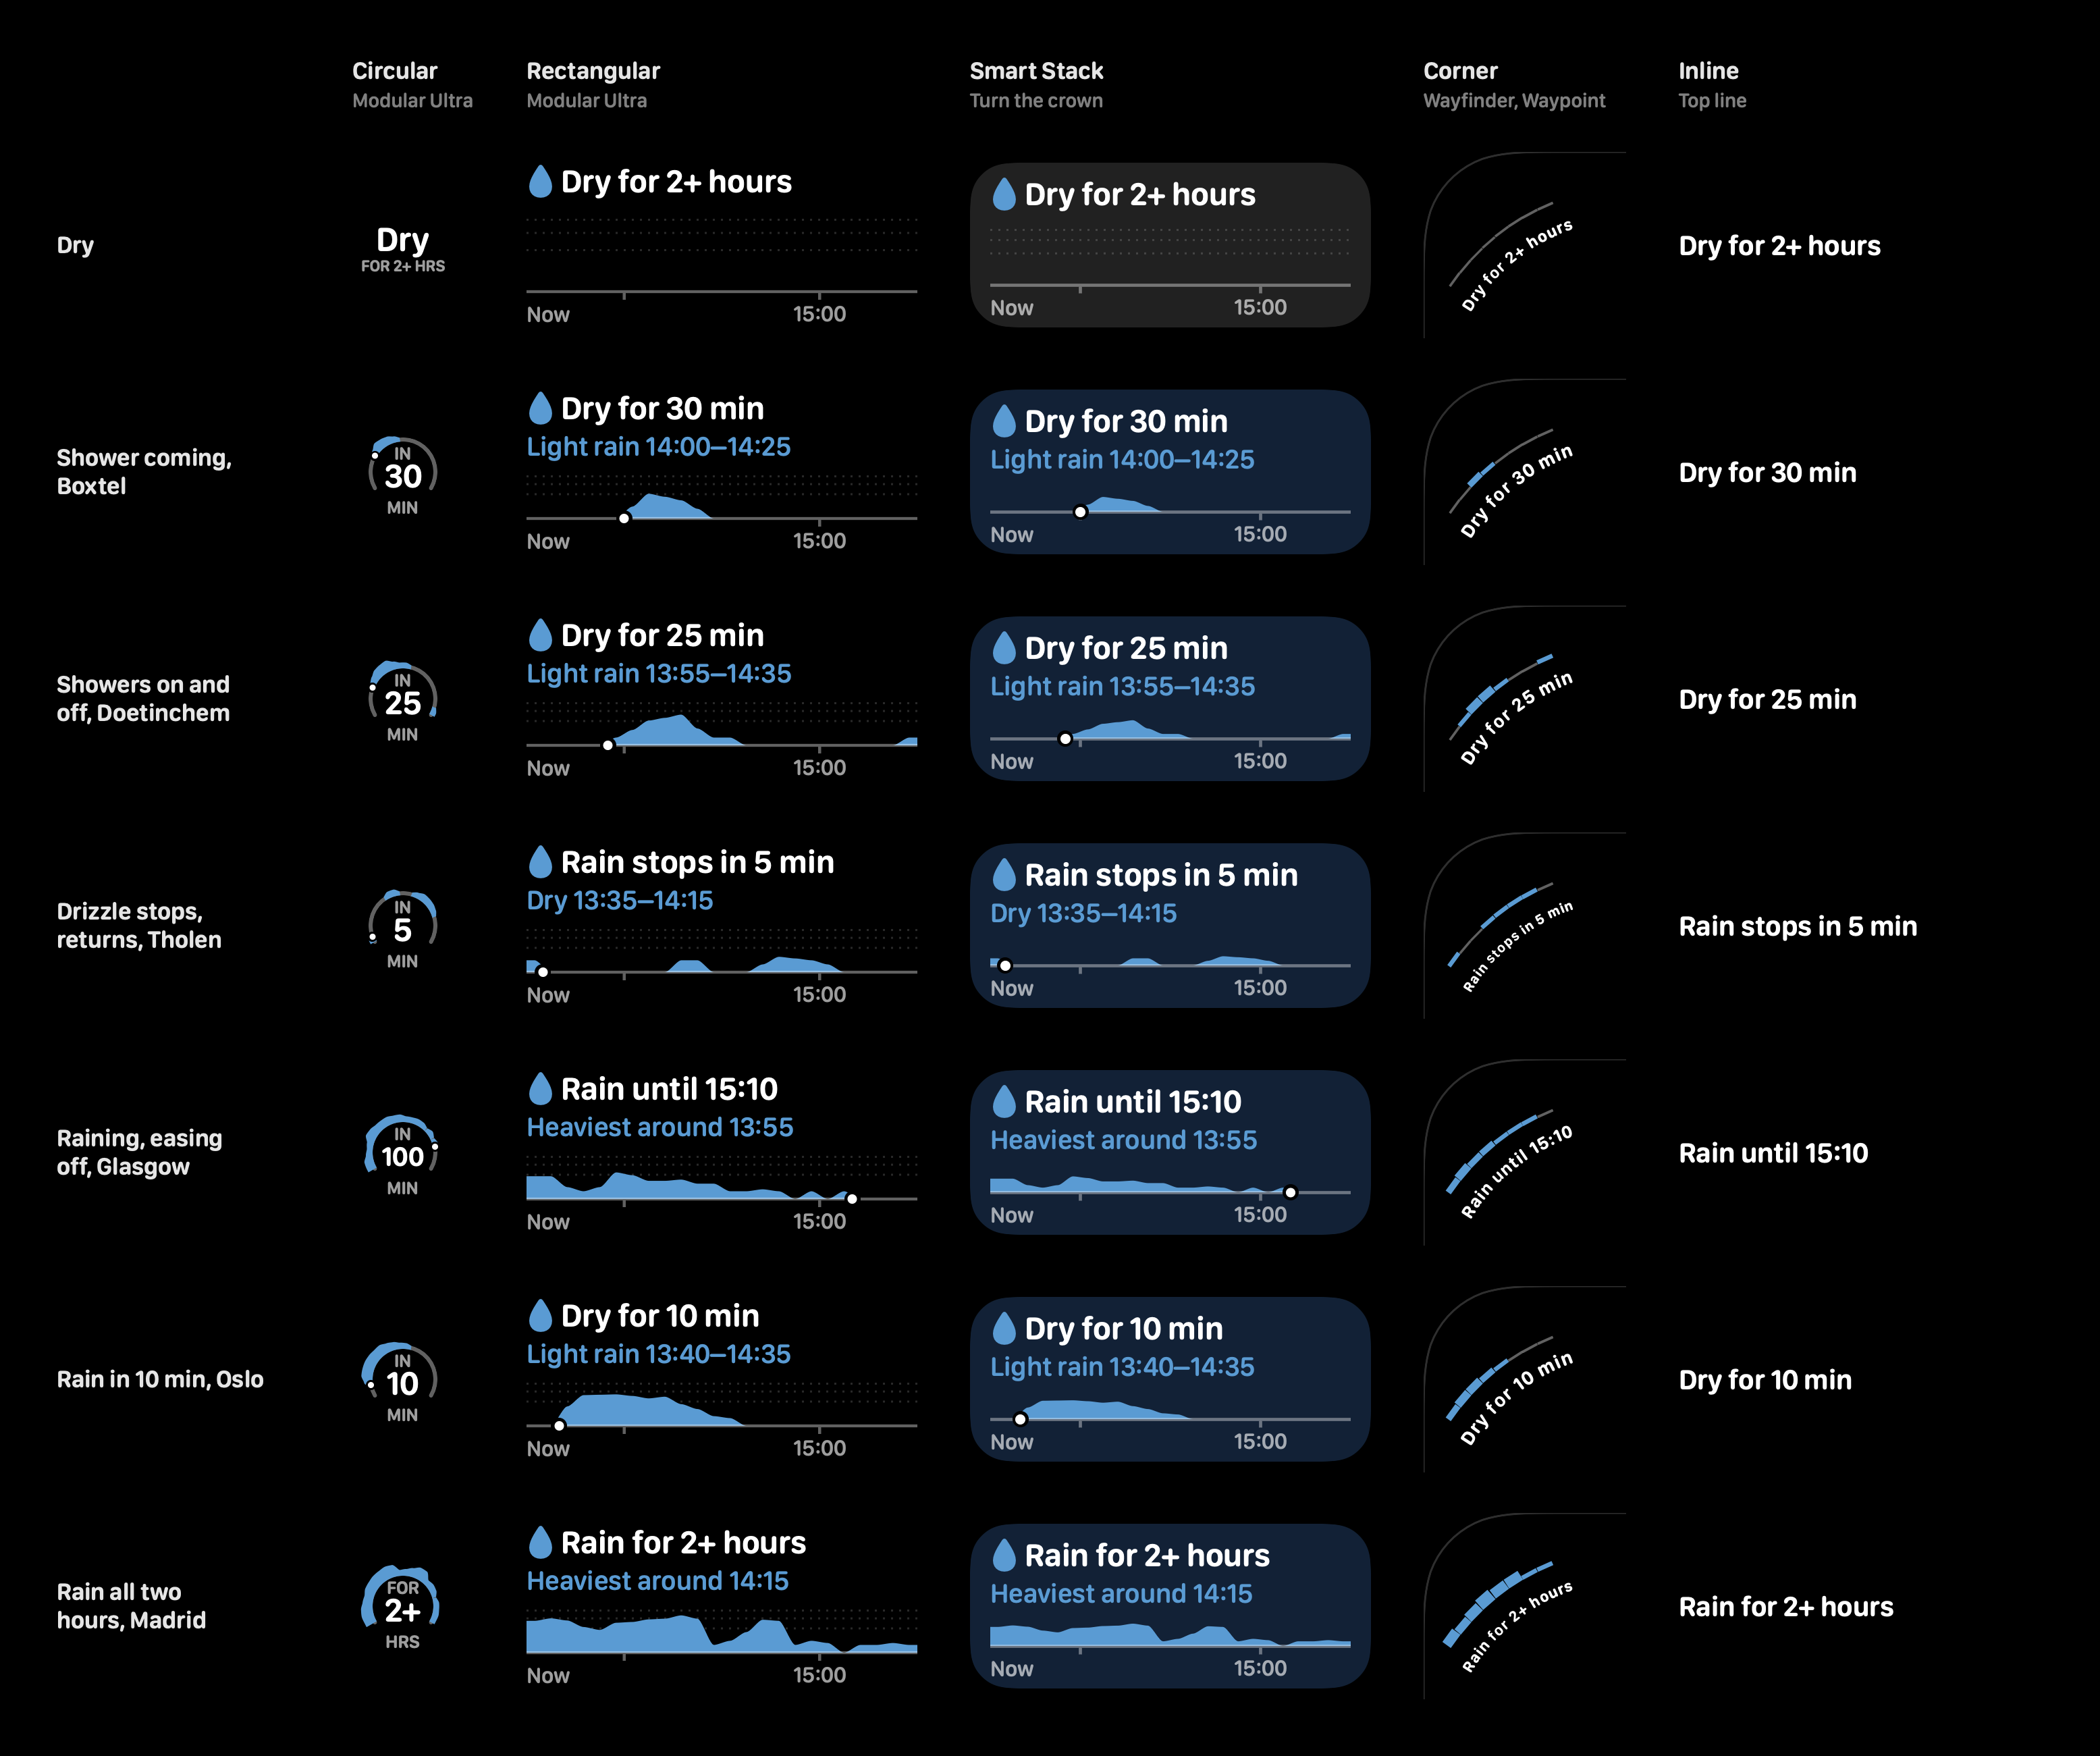 Circular
Modular Ultra
Rectangular
Modular Ultra
Smart Stack
Turn the crown
Corner
Wayfinder, Waypoint
Inline
Top line
Dry
Dry
FOR 2+ HRS
Dry for 2+ hours
Now
15:00
Dry for 2+ hours
Now
15:00
Dry for 2+ hours
Dry for 2+ hours
Shower coming,
Boxtel
IN
30
MIN
Dry for 30 min
Light rain 14:00–14:25
Now
15:00
Dry for 30 min
Light rain 14:00–14:25
Now
15:00
Dry for 30 min
Dry for 30 min
Showers on and
off, Doetinchem
IN
25
MIN
Dry for 25 min
Light rain 13:55–14:35
Now
15:00
Dry for 25 min
Light rain 13:55–14:35
Now
15:00
Dry for 25 min
Dry for 25 min
Drizzle stops,
returns, Tholen
IN
5
MIN
Rain stops in 5 min
Dry 13:35–14:15
Now
15:00
Rain stops in 5 min
Dry 13:35–14:15
Now
15:00
Rain stops in 5 min
Rain stops in 5 min
Raining, easing
off, Glasgow
IN
100
MIN
Rain until 15:10
Heaviest around 13:55
Now
15:00
Rain until 15:10
Heaviest around 13:55
Now
15:00
Rain until 15:10
Rain until 15:10
Rain in 10 min, Oslo
IN
10
MIN
Dry for 10 min
Light rain 13:40–14:35
Now
15:00
Dry for 10 min
Light rain 13:40–14:35
Now
15:00
Dry for 10 min
Dry for 10 min
Rain all two
hours, Madrid
FOR
2+
HRS
Rain for 2+ hours
Heaviest around 14:15
Now
15:00
Rain for 2+ hours
Heaviest around 14:15
Now
15:00
Rain for 2+ hours
Rain for 2+ hours